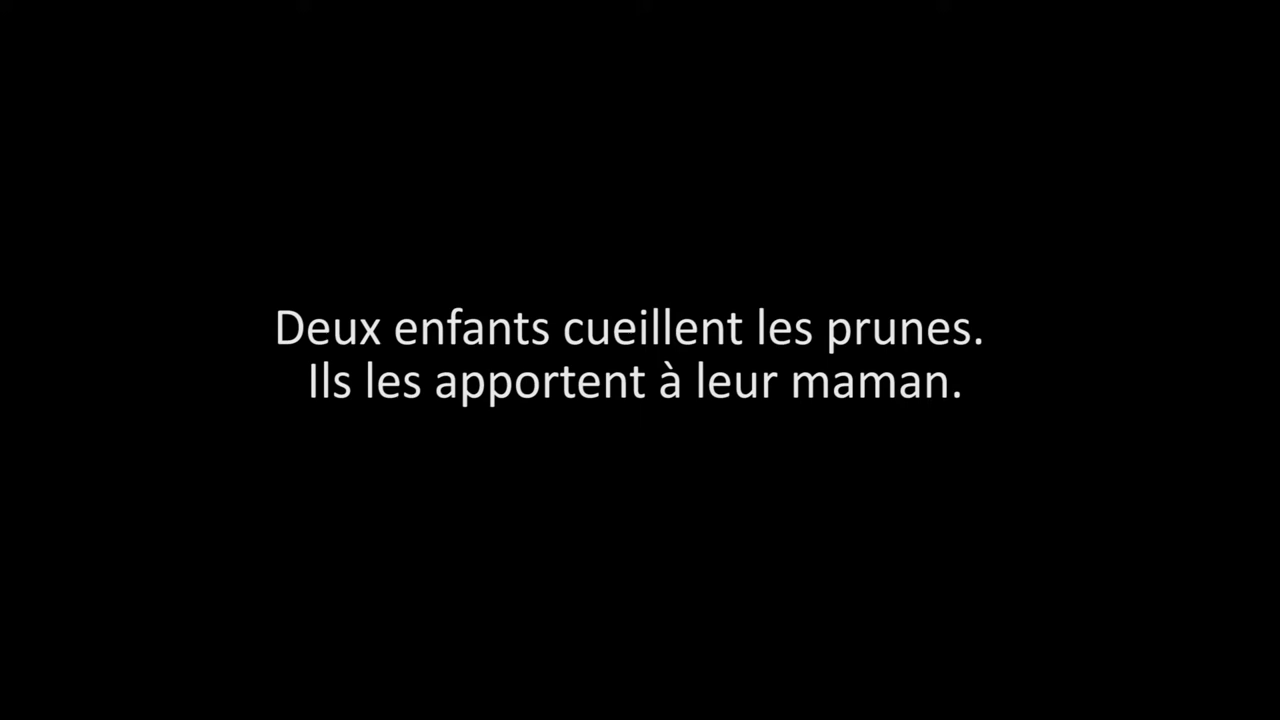 Deux enfants cueillent les prunes.
Ils les apportent à leur maman.